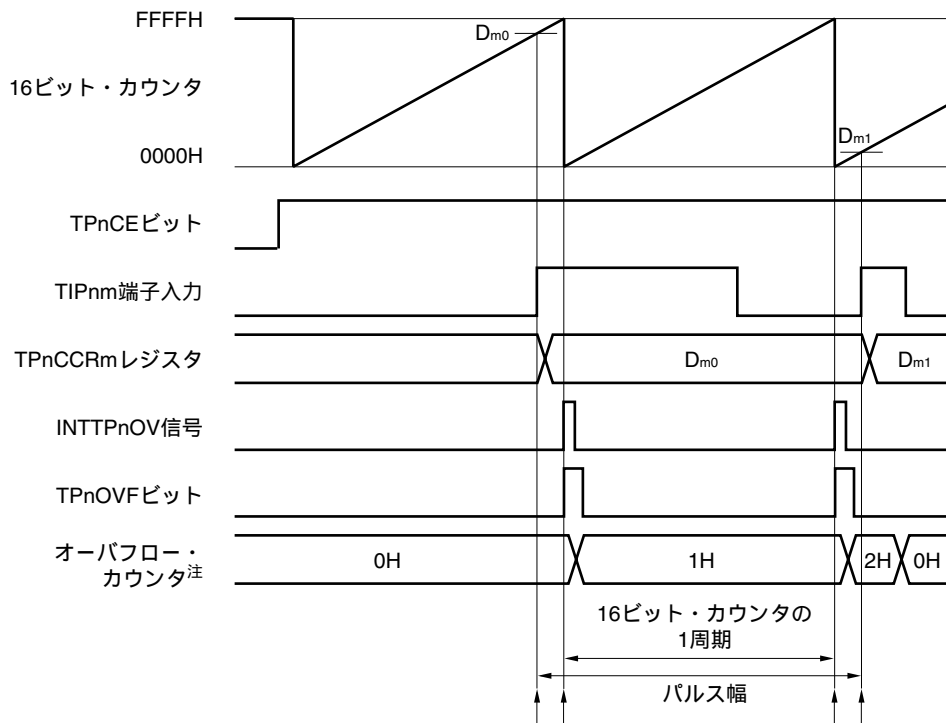 FFFFH
Dm0
16ビット・カウンタ
Dm1
0000H
TPnCEビット
TIPnm端子入力
TPnCCRmレジスタ
Dm0
Dm1
INTTPnOV信号
TPnOVFビット
オーバフロー・
カウンタ注
0H
1H
2H
0H
16ビット・カウンタの
1周期
パルス幅